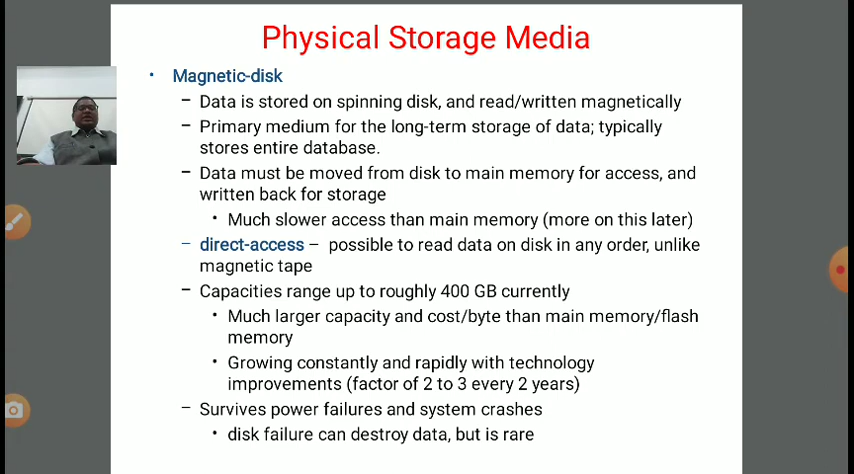 Physical Storage Media
• Magnetic-disk
– Data is stored on spinning disk, and read/written magnetically
– Primary medium for the long-term storage of data; typically
stores entire database.
– Data must be moved from disk to main memory for access, and
written back for storage
• Much slower access than main memory (more on this later)
– direct-access – possible to read data on disk in any order, unlike
magnetic tape
– Capacities range up to roughly 400 GB currently
• Much larger capacity and cost/byte than main memory/flash
memory
• Growing constantly and rapidly with technology
improvements (factor of 2 to 3 every 2 years)
– Survives power failures and system crashes
• disk failure can destroy data, but is rare